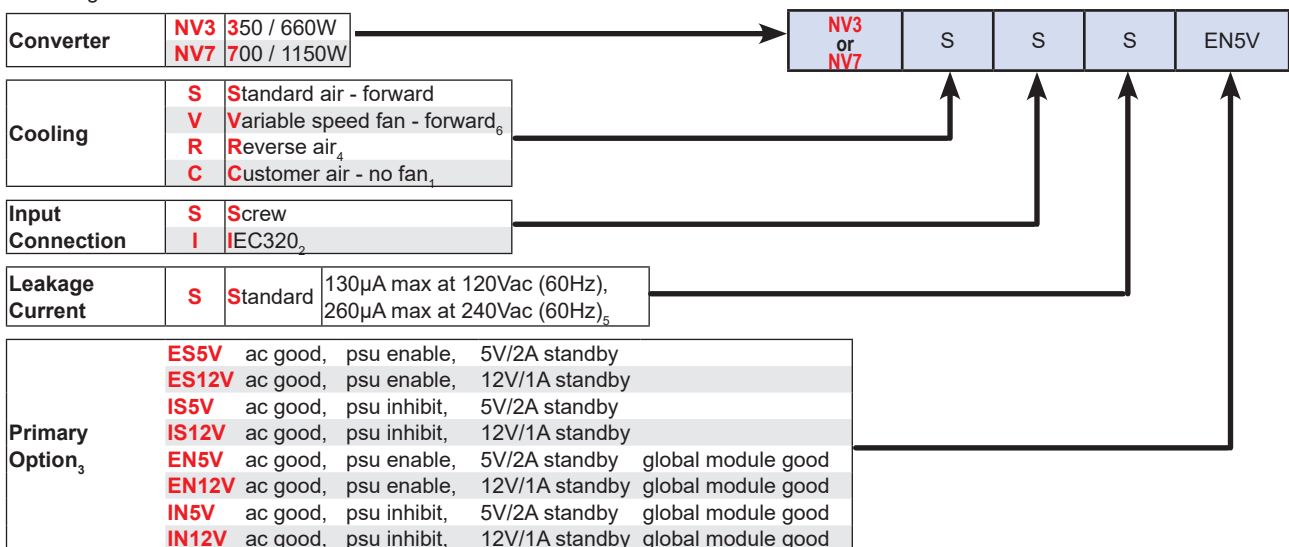 Converter NV3 350 / 660W
NV7 700 / 1150W
NV3 or NV7 S S S EN5V
Cooling
S Standard air - forward
V Variable speed fan - forward6
R Reverse air4
C Customer air - no fan1
Input Connection
S Screw
I IEC3202
Leakage Current
S Standard 130µA max at 120Vac (60Hz),
260µA max at 240Vac (60Hz)5
Primary Option3
ES5V ac good, psu enable, 5V/2A standby
ES12V ac good, psu enable, 12V/1A standby
IS5V ac good, psu inhibit, 5V/2A standby
IS12V ac good, psu inhibit, 12V/1A standby
EN5V ac good, psu enable, 5V/2A standby global module good
EN12V ac good, psu enable, 12V/1A standby global module good
IN5V ac good, psu inhibit, 5V/2A standby global module good
IN12V ac good, psu inhibit, 12V/1A standby global module good